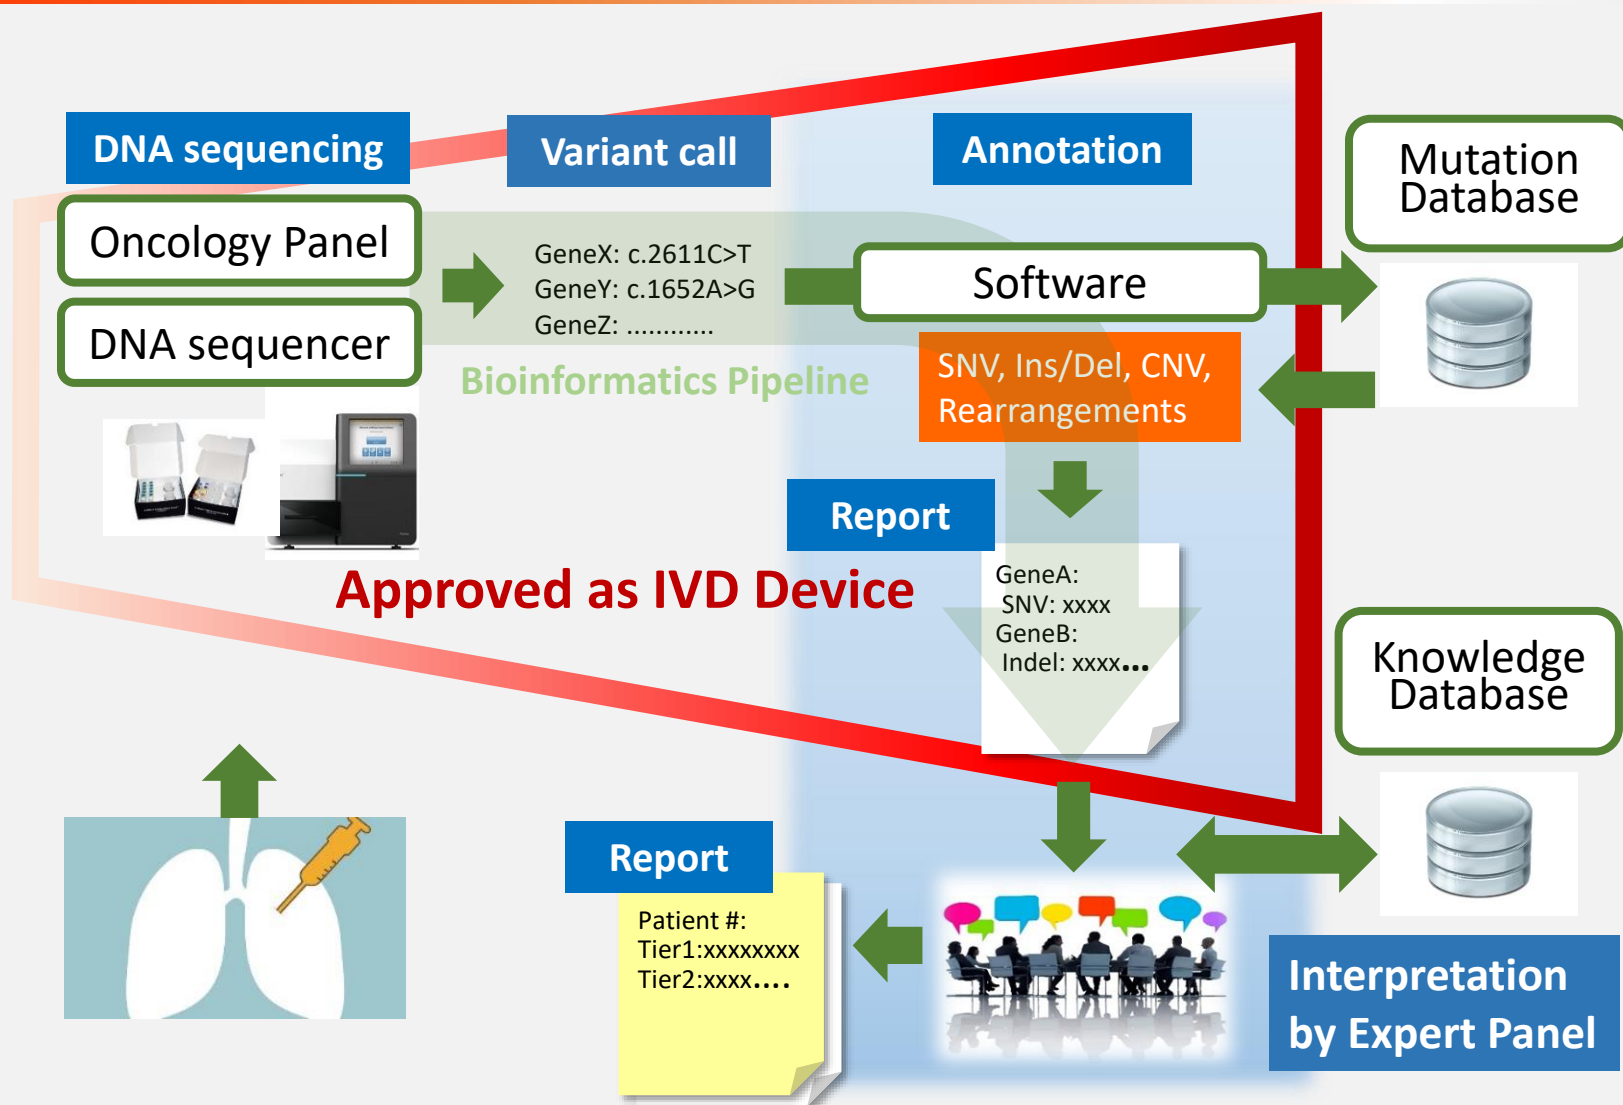 DNA sequencing
Variant call
Annotation
Mutation
Database
Oncology Panel
DNA sequencer
GeneX: c.2611C>T
GeneY: c.1652A>G
GeneZ: ............
Software
Bioinformatics Pipeline
SNV, Ins/Del, CNV,
Rearrangements
Report
Approved as IVD Device
GeneA:
SNV: xxxx
GeneB:
Indel: xxxx...
Knowledge
Database
Report
Patient #:
Tier1:xxxxxxxx
Tier2:xxxx....
Interpretation
by Expert Panel